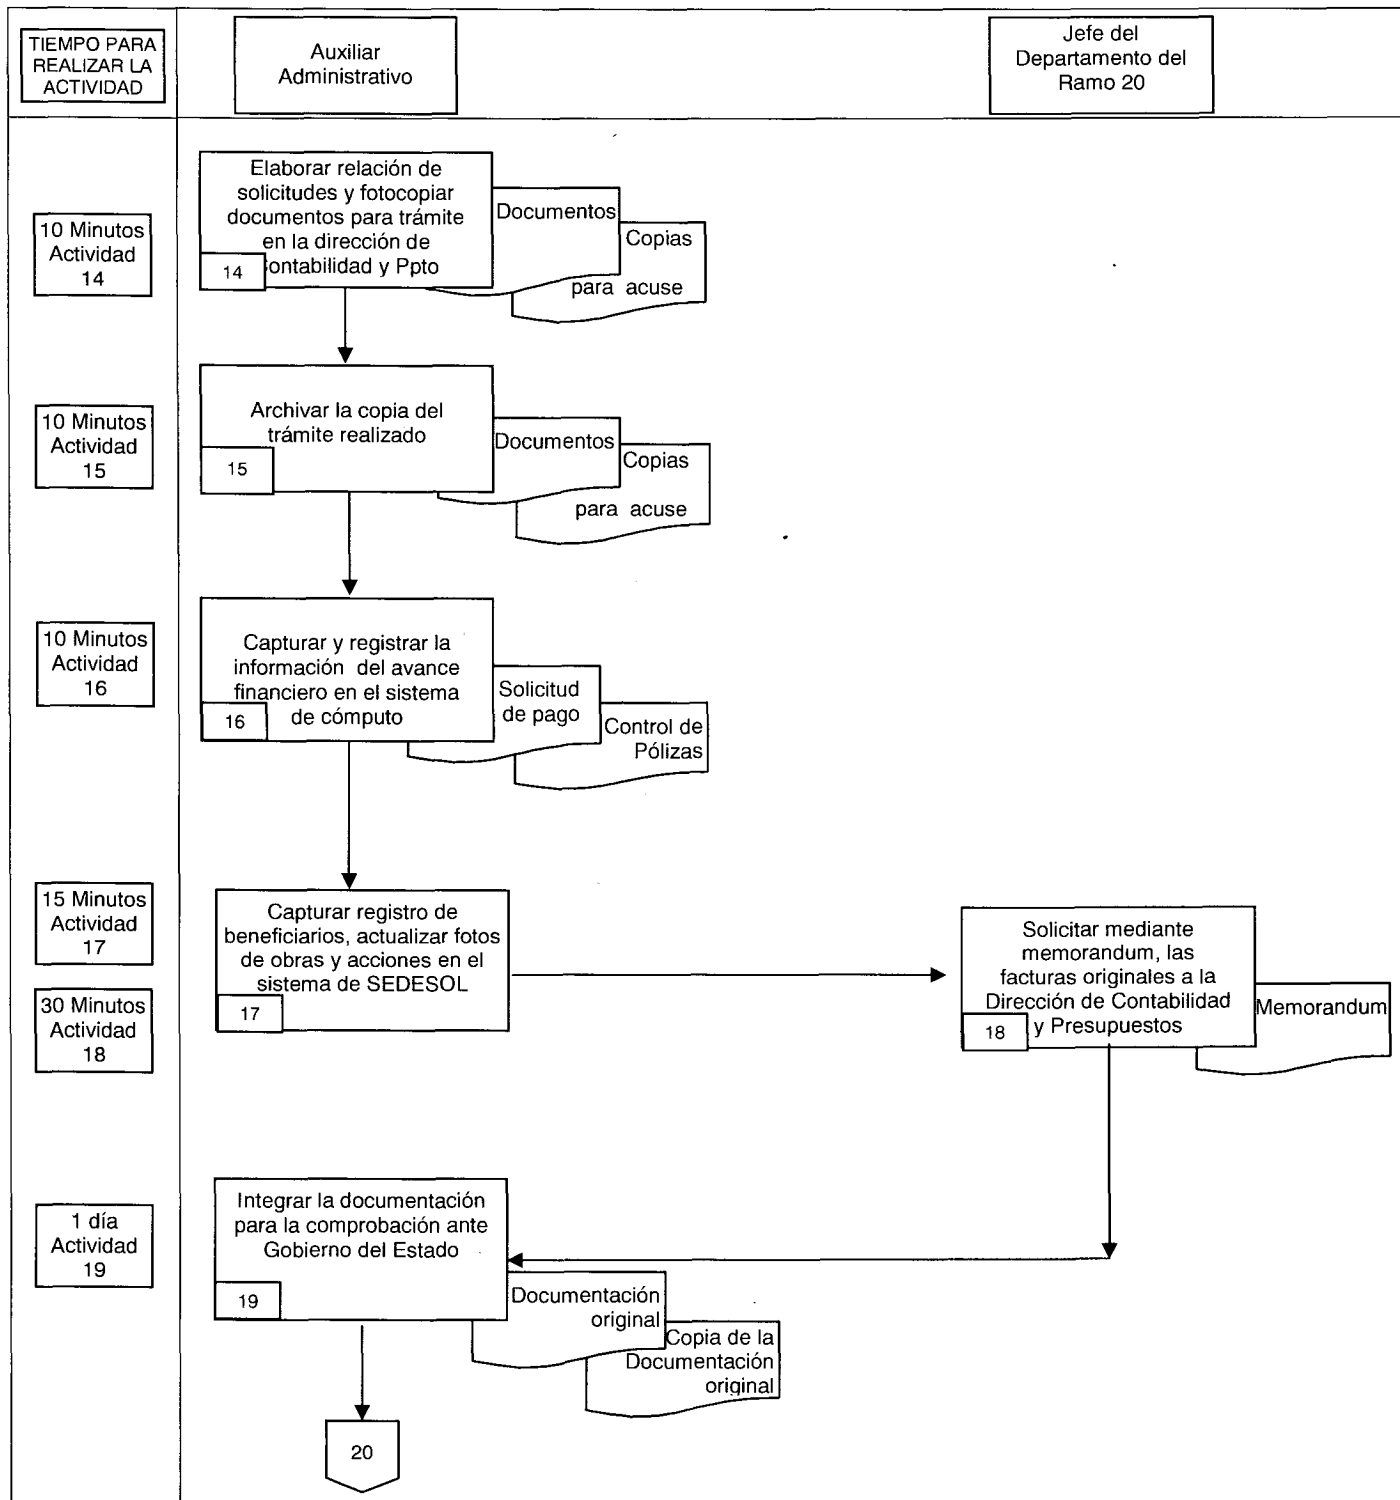 TIEMPO PARA
REALIZAR LA
ACTIVIDAD
Auxiliar
Administrativo
Jefe del
Departamento del
Ramo 20
10 Minutos
Actividad
14
Elaborar relación de
solicitudes y fotocopiar
documentos para trámite
en la dirección de
ontabilidad y Ppto
14
Documentos
Copias
para acuse
10 Minutos
Actividad
15
Archivar la copia del
trámite realizado
15
Documentos
Copias
para acuse
10 Minutos
Actividad
16
Capturar y registrar la
información del avance
financiero en el sistema
de cómputo
16
Solicitud
de pago
Control de
Pólizas
15 Minutos
Actividad
17
Capturar registro de
beneficiarios, actualizar fotos
de obras y acciones en el
sistema de SEDESOL
17
30 Minutos
Actividad
18
Solicitar mediante
memorandum, las
facturas originales a la
Dirección de Contabilidad
y Presupuestos
18
Memorandum
1 día
Actividad
19
Integrar la documentación
para la comprobación ante
Gobierno del Estado
19
Documentación
original
Copia de la
Documentación
original
20